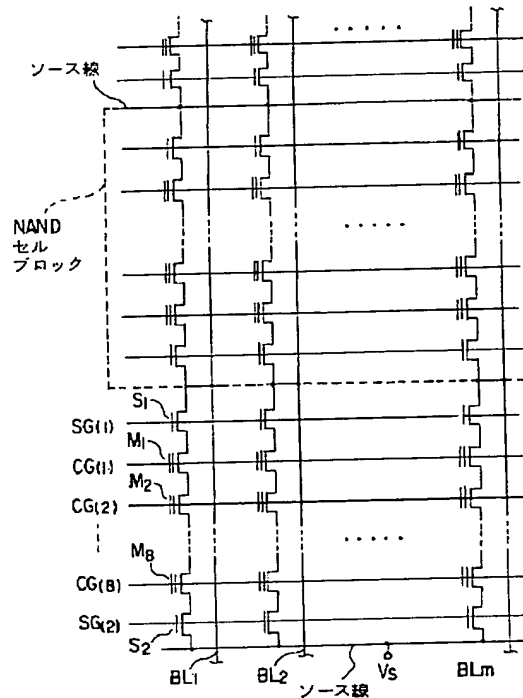 ソース線
NAND
セル
ブロック
S1
SG(1)
M1
CG(1)
M2
CG(2)
M8
CG(8)
SG(2)
S2
BL1
BL2
Vs
BLm
ソース線